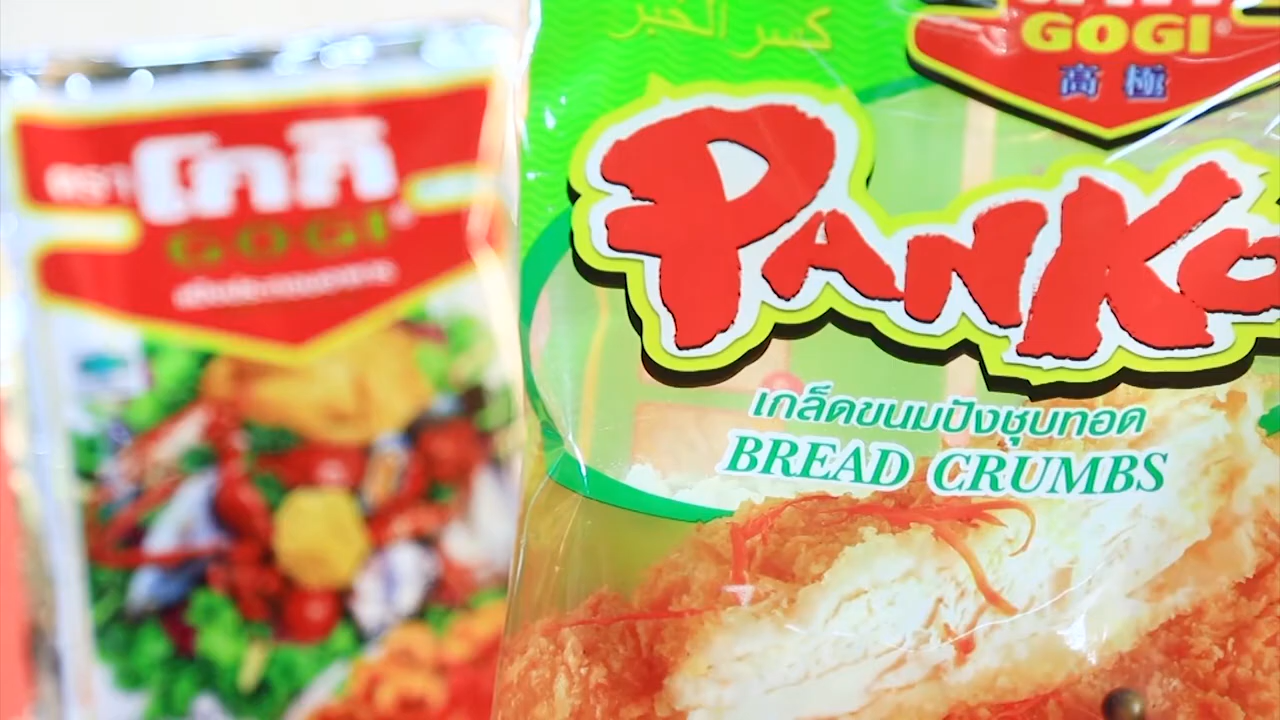 ตรา โกกิ
GOGI
كسر الخبز
GOGI
高極
PANKO
เกล็ดขนมปังชุบทอด
BREAD CRUMBS